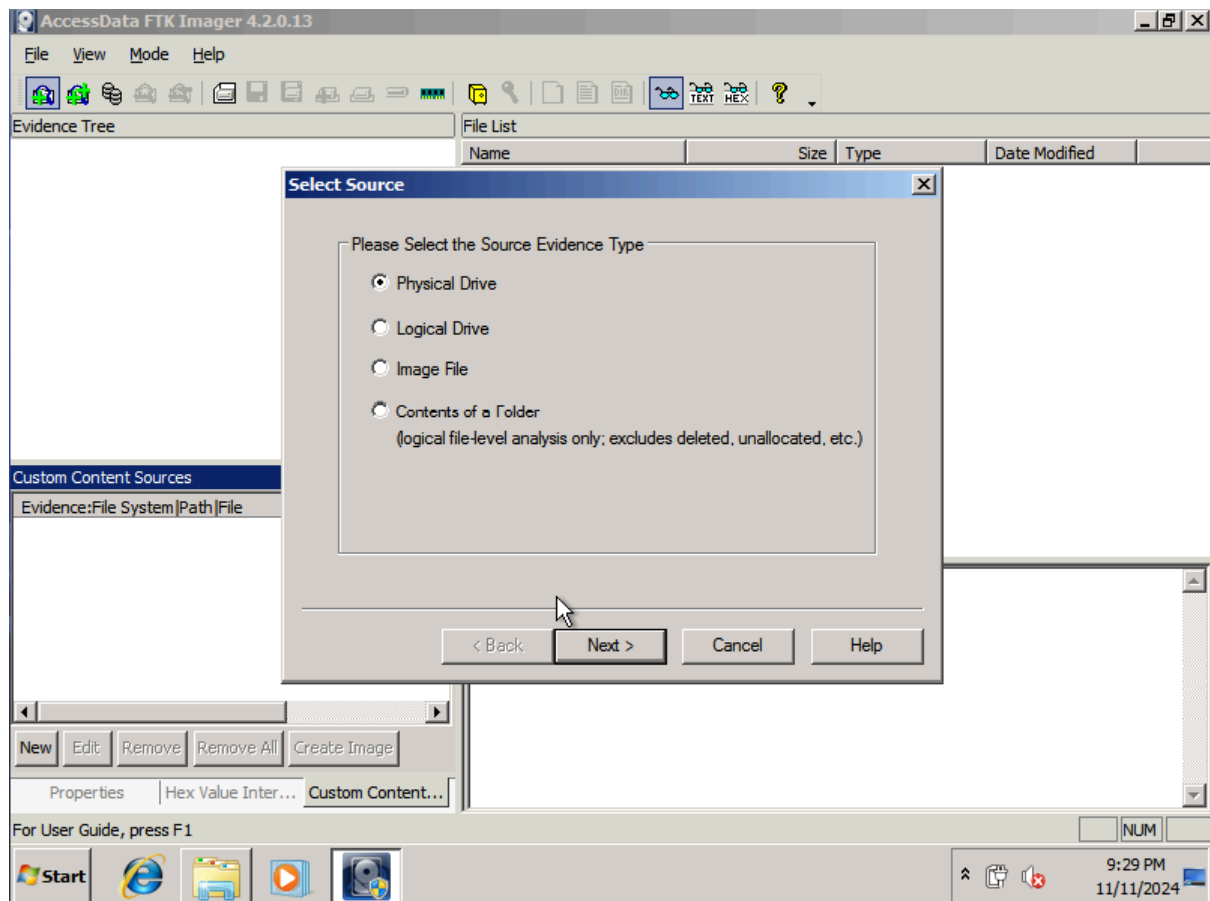 AccessData FTK Imager 4.2.0.13
File View Mode Help
TEXT HEX
Evidence Tree
File List
Name Size Type Date Modified
Select Source
Please Select the Source Evidence Type
Physical Drive
Logical Drive
Image File
Contents of a Folder
(logical file-level analysis only; excludes deleted, unallocated, etc.)
< Back Next > Cancel Help
Custom Content Sources
Evidence:File System|Path|File
New Edit Remove Remove All Create Image
Properties Hex Value Inter... Custom Content...
For User Guide, press F1
NUM
Start
9:29 PM
11/11/2024